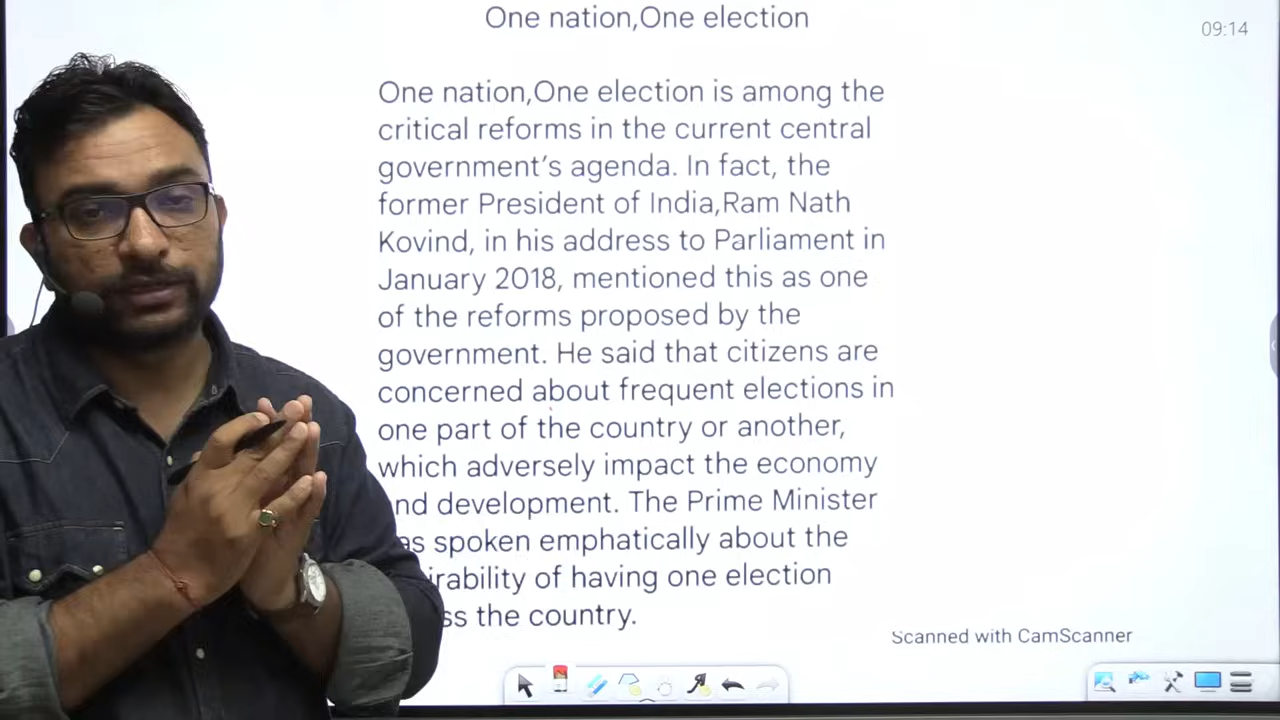 One nation,One election
09:14
One nation,One election is among the
critical reforms in the current central
government's agenda. In fact, the
former President of India,Ram Nath
Kovind, in his address to Parliament in
January 2018, mentioned this as one
of the reforms proposed by the
government. He said that citizens are
concerned about frequent elections in
one part of the country or another,
which adversely impact the economy
nd development. The Prime Minister
as spoken emphatically about the
irability of having one election
ss the country.
Scanned with CamScanner